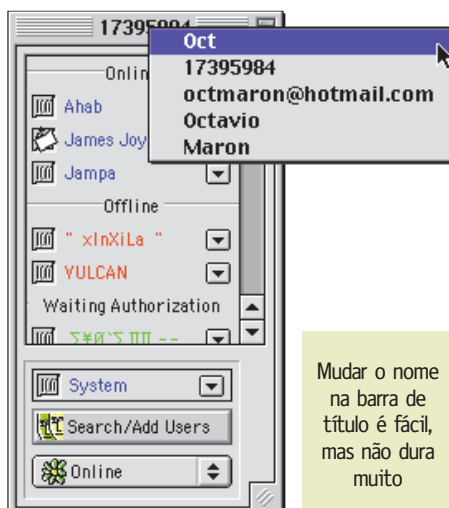 17395984
Oct
17395984
octmaron@hotmail.com
Octavio
Maron
Onlin
Ahab
James Joy
Jampa
Offline
" xInXiLa "
VULCAN
Waiting Authorization
System
Search/Add Users
Online
Mudar o nome
na barra de
título é fácil,
mas não dura
muito